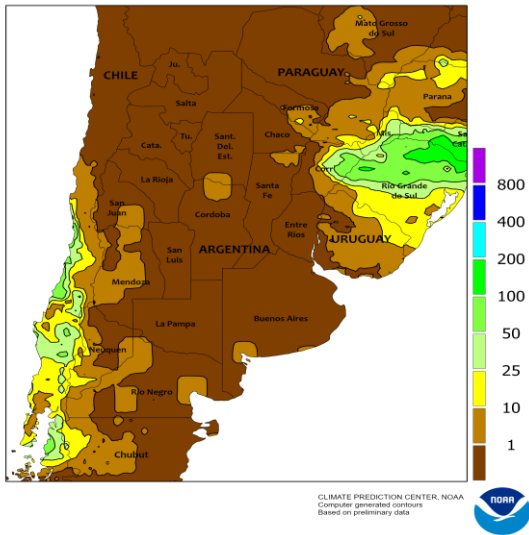 Mato Grosso
do Sul
CHILE
Ju.
PARAGUAY
Parana
Salta
Formosa
Tu.
Sant.
Del.
Est.
Chaco
Mis.
Cata.
Corr
La Rioja
Santa
Fe
Rio Grande
do Sul
San
Juan
Cordoba
Entre
Rios
URUGUAY
San
Luis
ARGENTINA
Mendoza
La Pampa
Buenos Aires
Neuquen
Rio Negro
Chubut
800
400
200
100
50
25
10
1
CLIMATE PREDICTION CENTER, NOAA
Computer generated contours
Based on preliminary data
NOAA